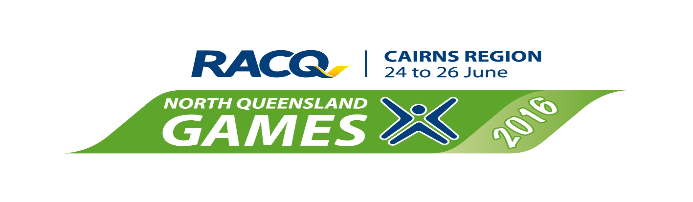 RACQ
CAIRNS REGION
24 to 26 June
NORTH QUEENSLAND
GAMES
2016